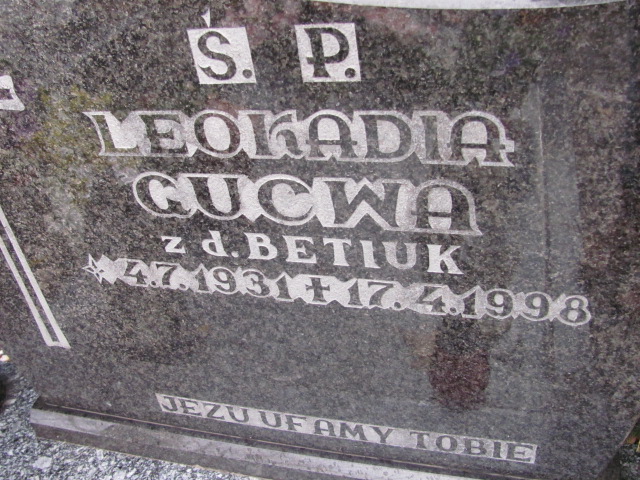 Ś. P.
LEOKADIA
GUCWA
z d. BETIUK
* 4.7.1931 + 17.4.1998
JEZU UFAMY TOBIE